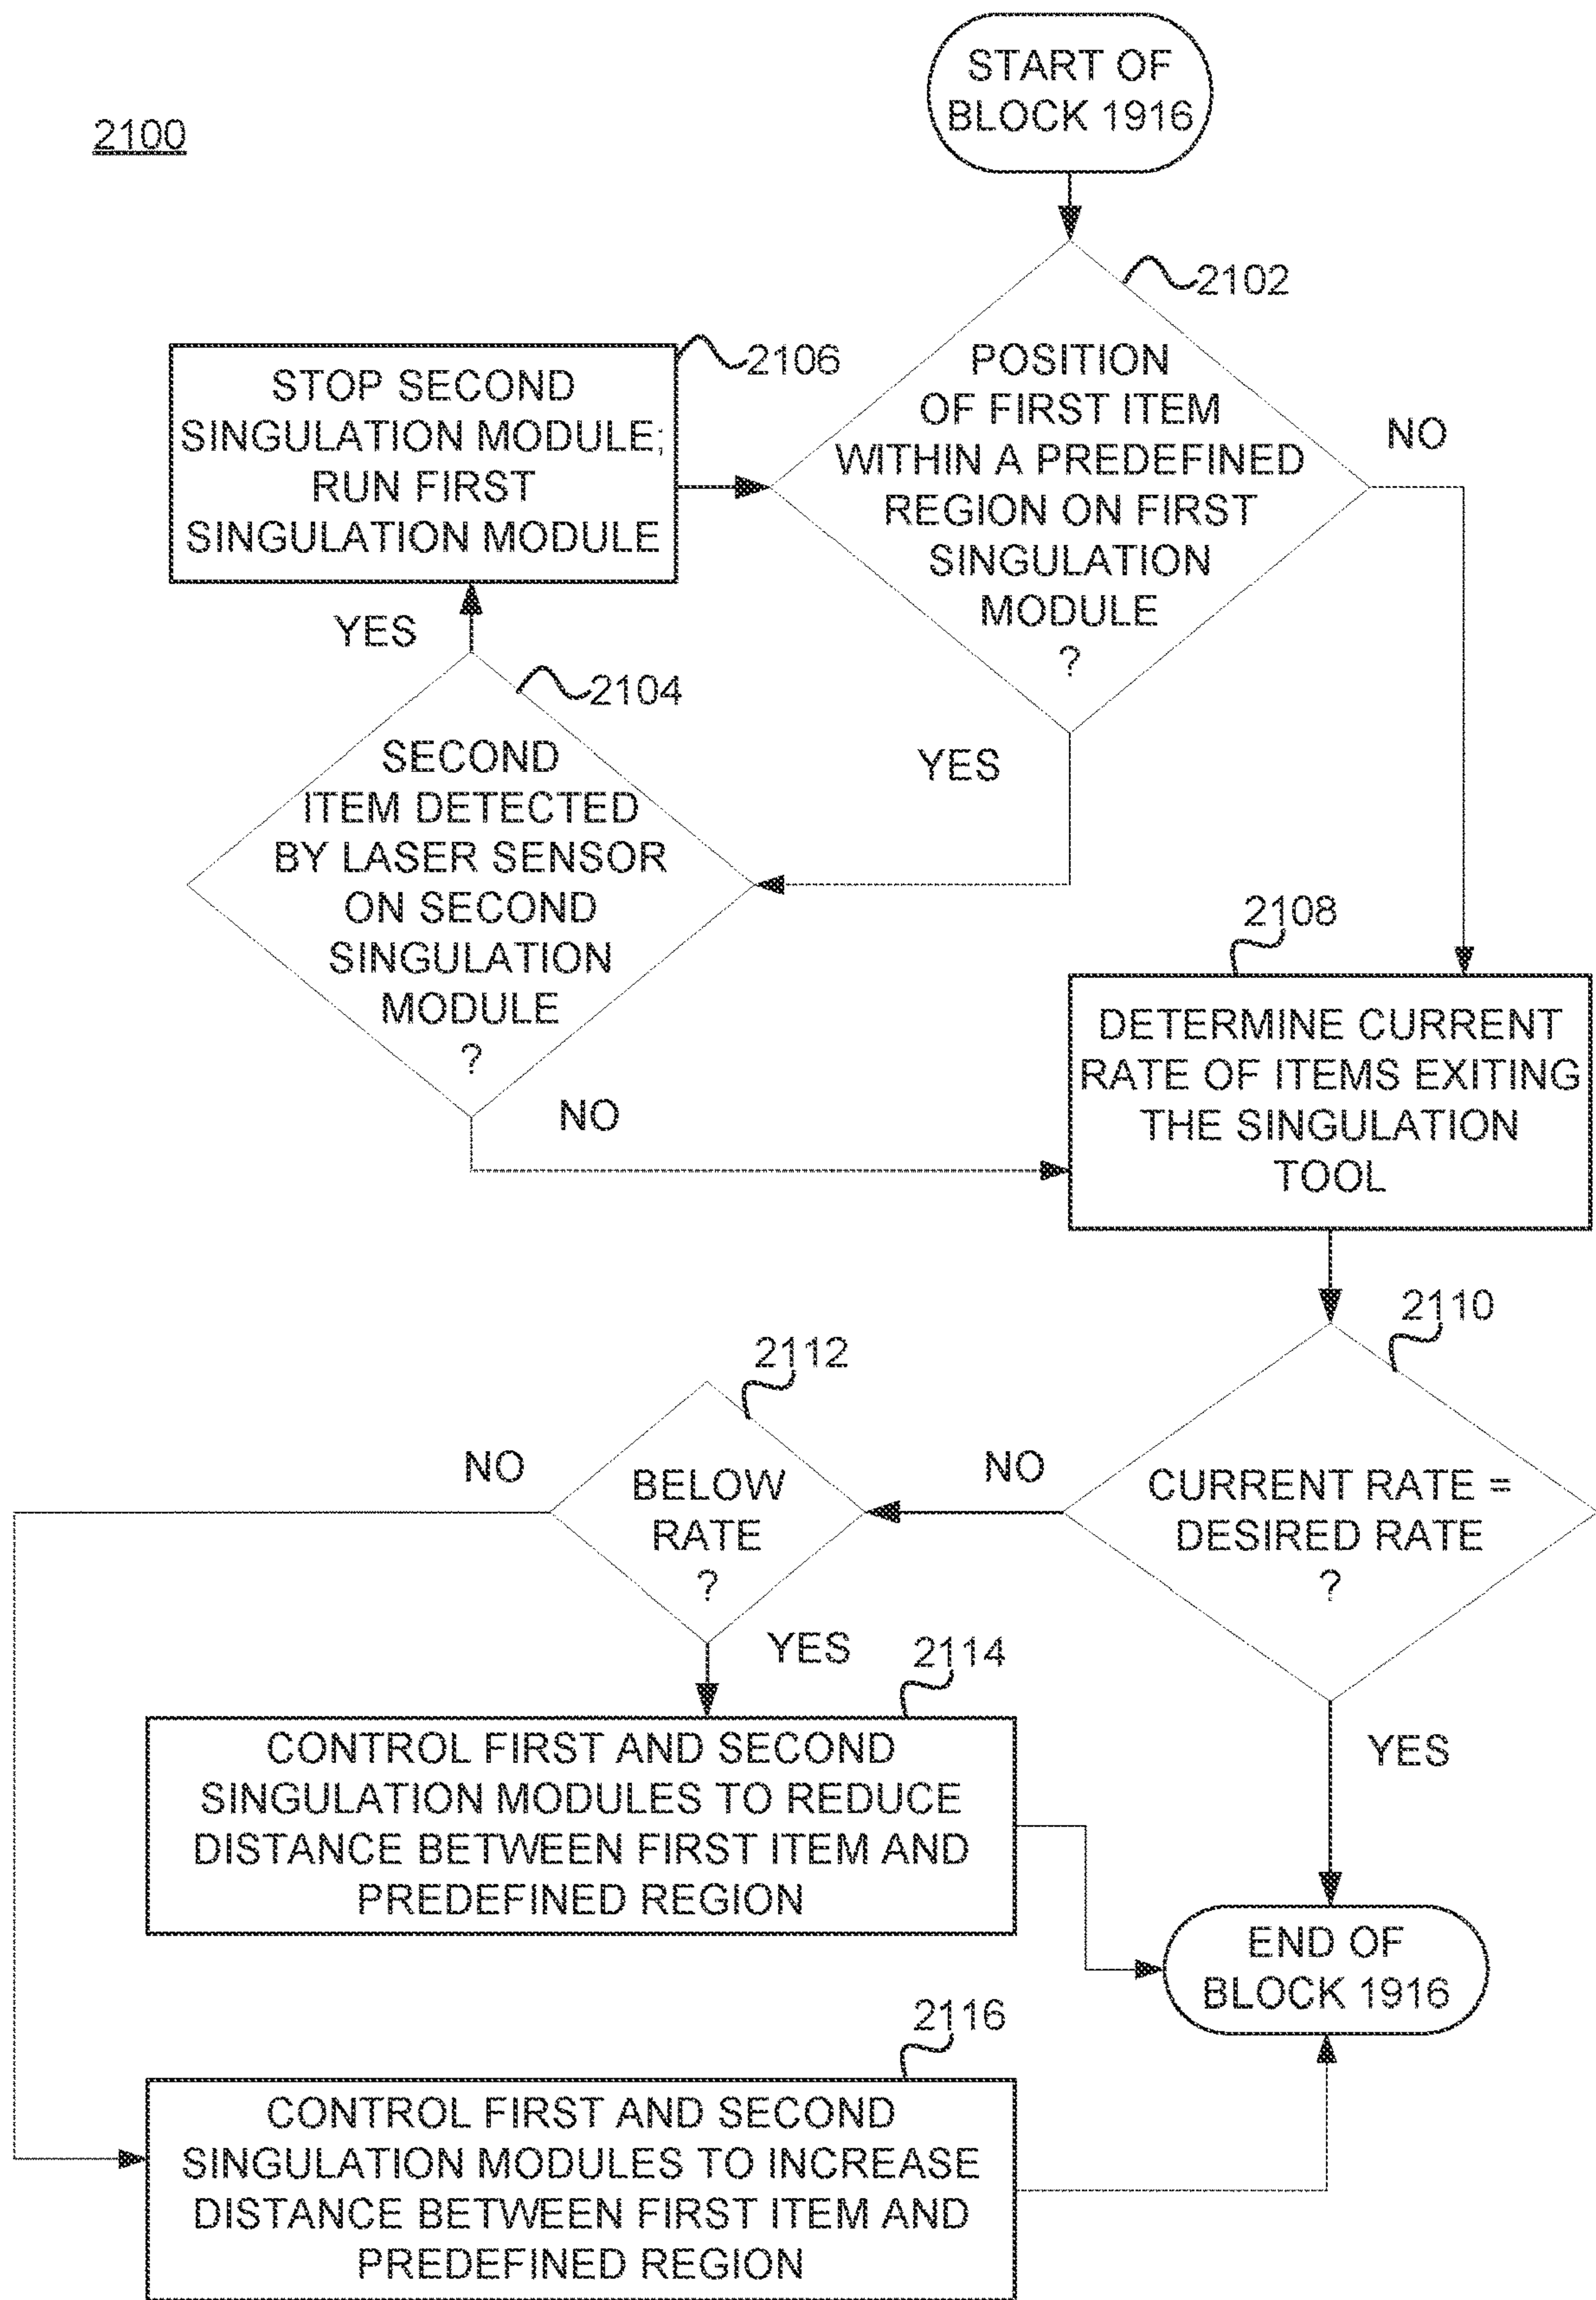 START OF
BLOCK 1916
2100
2102
POSITION
OF FIRST ITEM
WITHIN A PREDEFINED
REGION ON FIRST
SINGULATION
MODULE
?
NO
YES
2106
STOP SECOND
SINGULATION MODULE;
RUN FIRST
SINGULATION MODULE
YES
2104
SECOND
ITEM DETECTED
BY LASER SENSOR
ON SECOND
SINGULATION
MODULE
?
NO
2108
DETERMINE CURRENT
RATE OF ITEMS EXITING
THE SINGULATION
TOOL
2110
CURRENT RATE =
DESIRED RATE
?
NO
YES
2112
BELOW
RATE
?
NO
YES
2114
CONTROL FIRST AND SECOND
SINGULATION MODULES TO REDUCE
DISTANCE BETWEEN FIRST ITEM AND
PREDEFINED REGION
END OF
BLOCK 1916
2116
CONTROL FIRST AND SECOND
SINGULATION MODULES TO INCREASE
DISTANCE BETWEEN FIRST ITEM AND
PREDEFINED REGION